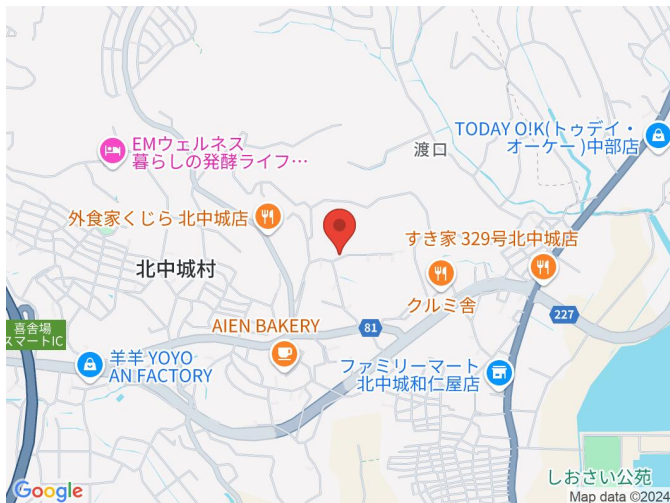 TODAY O!K(トゥデイ・
オーケー )中部店
EMウェルネス
暮らしの発酵ライフ…
渡口
外食家くじら 北中城店
すき家 329号北中城店
北中城村
クルミ舎
227
AIEN BAKERY
81
喜舎場
スマートIC
羊羊 YOYO
AN FACTORY
ファミリーマート
北中城和仁屋店
しおさい公苑
Google
Map data ©2024